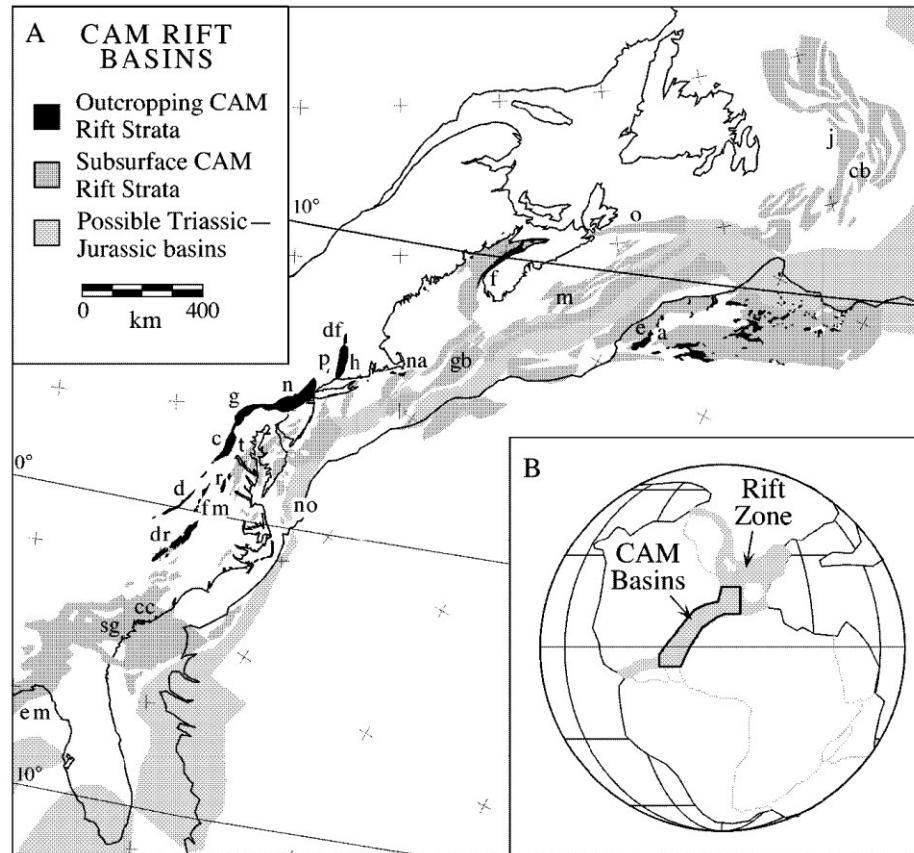 A
CAM RIFT
BASINS
Outcropping CAM
Rift Strata
Subsurface CAM
Rift Strata
Possible Triassic—
Jurassic basins
0 400
km
10°
j
cb
o
f
m
e
a
df
p
h
na
gb
n
g
c
t
0°
d
r
fm
no
dr
cc
sg
em
10°
B
Rift
Zone
CAM
Basins